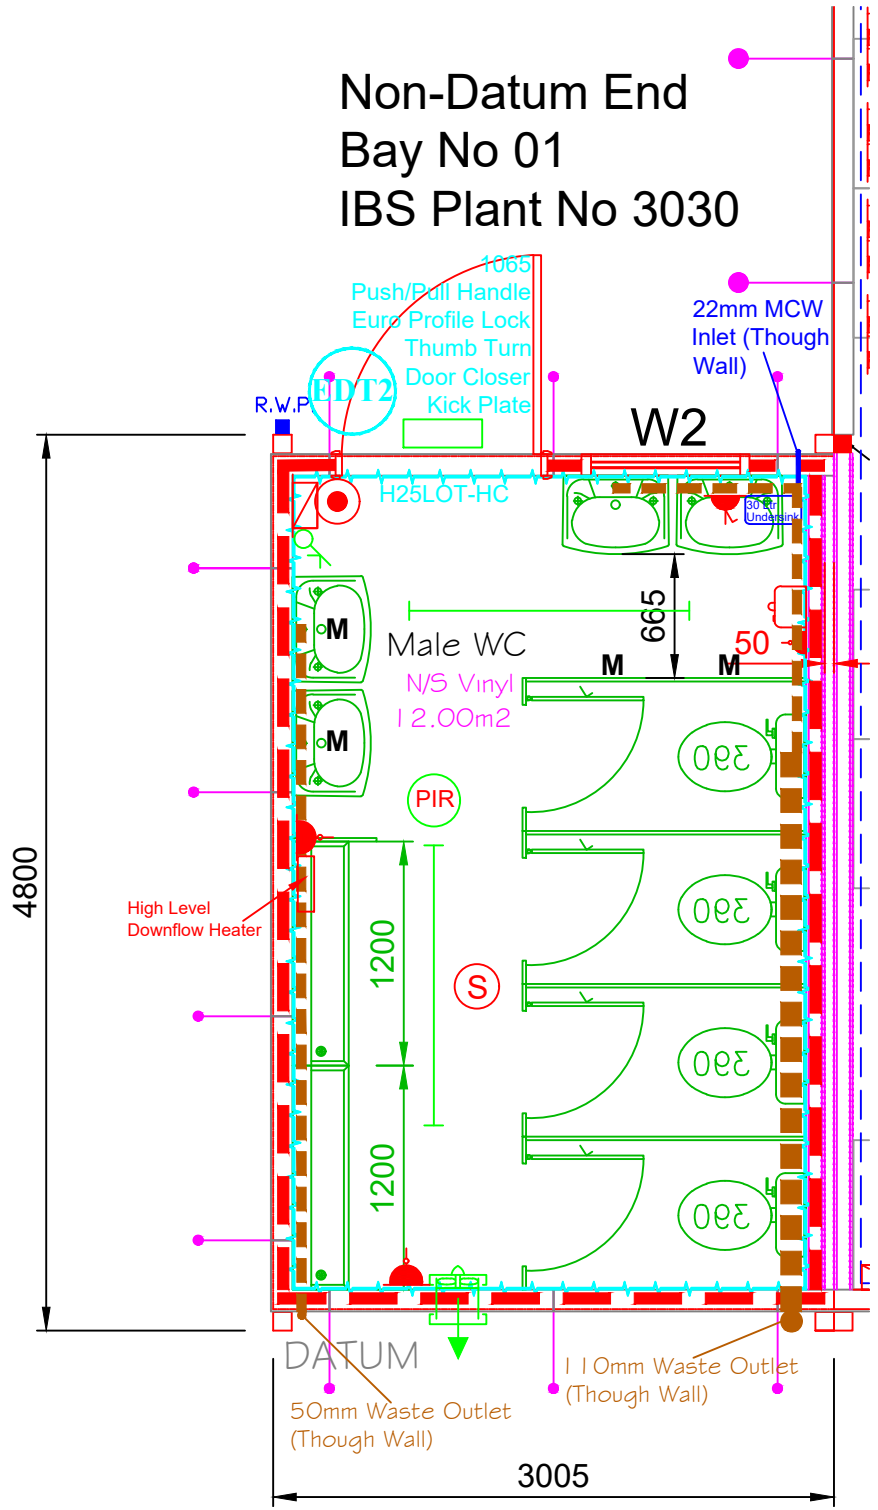 Non-Datum End
Bay No 01
IBS Plant No 3030
1065
Push/Pull Handle
Euro Profile Lock
Thumb Turn
Door Closer
Kick Plate
EDT2
R.W.P.
22mm MCW
Inlet (Though
Wall)
W2
H25LOT-HC
30 Ltr
Undersink
665
50
M
M
M
M
Male WC
N/S Vinyl
12.00m2
390
390
390
390
PIR
S
High Level
Downflow Heater
1200
1200
4800
DATUM
110mm Waste Outlet
(Though Wall)
50mm Waste Outlet
(Though Wall)
3005